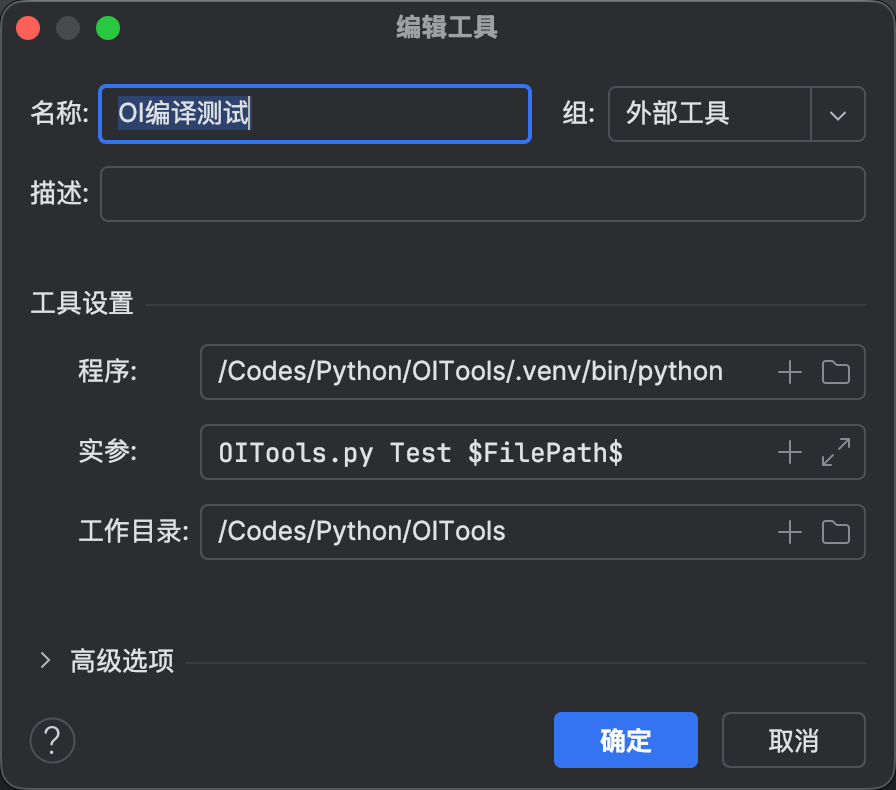 编辑工具
名称: OI编译测试 组: 外部工具
描述:
工具设置
程序: /Codes/Python/OITools/.venv/bin/python
实参: OITools.py Test $FilePath$
工作目录: /Codes/Python/OITools
高级选项
? 确定 取消